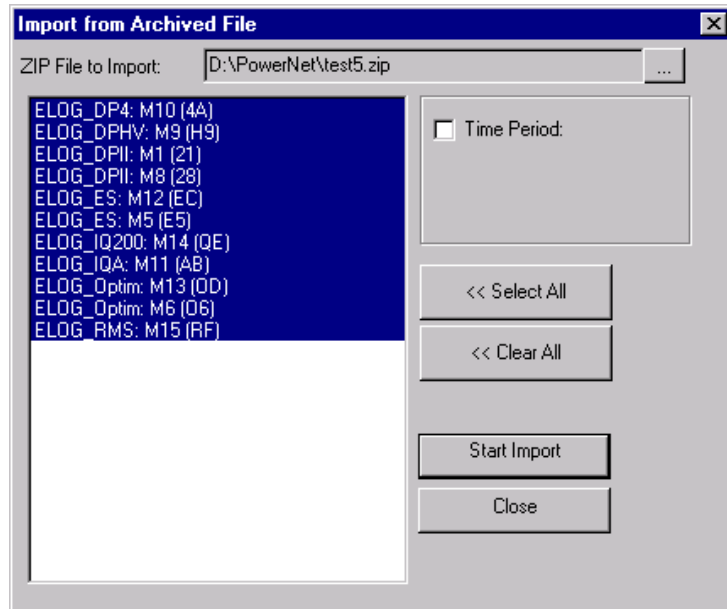 Import from Archived File
ZIP File to Import: D:\PowerNet\test5.zip ...
ELOG_DP4: M10 (4A)
ELOG_DPHV: M9 (H9)
ELOG_DPII: M1 (21)
ELOG_DPII: M8 (28)
ELOG_ES: M12 (EC)
ELOG_ES: M5 (E5)
ELOG_IQ200: M14 (QE)
ELOG_IQA: M11 (AB)
ELOG_Optim: M13 (OD)
ELOG_Optim: M6 (O6)
ELOG_RMS: M15 (RF)
Time Period:
<< Select All
<< Clear All
Start Import
Close